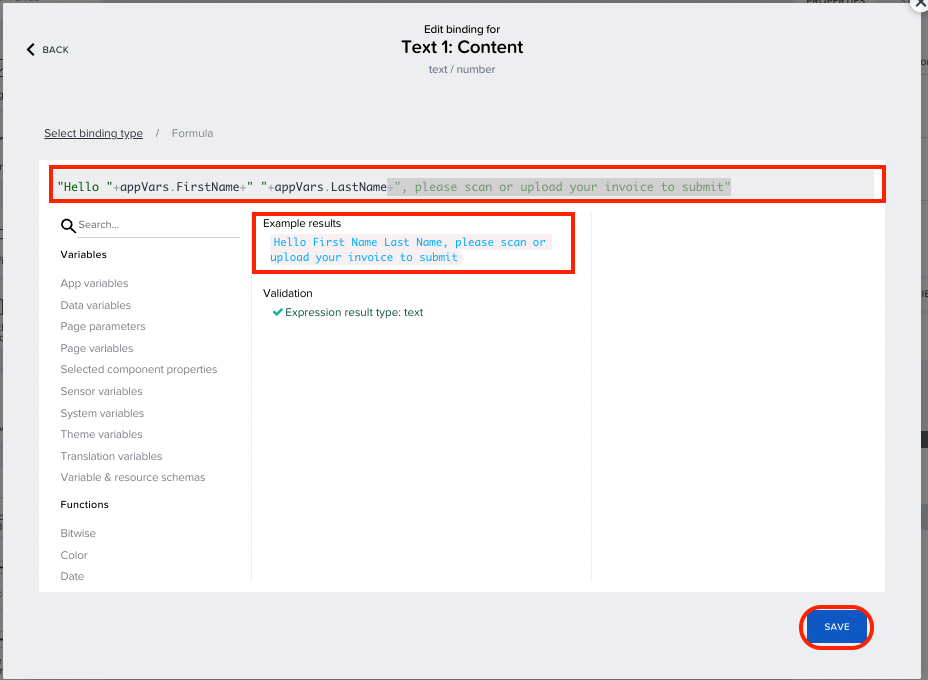 PROPERTIES
Edit binding for
BACK
Text 1: Content
text / number
Select binding type / Formula
"Hello "+appVars.FirstName+" "+appVars.LastName+", please scan or upload your invoice to submit"
Search...
Variables
App variables
Data variables
Page parameters
Page variables
Selected component properties
Sensor variables
System variables
Theme variables
Translation variables
Variable & resource schemas
Functions
Bitwise
Color
Date
Example results
Hello First Name Last Name, please scan or
upload your invoice to submit
Validation
Expression result type: text
SAVE